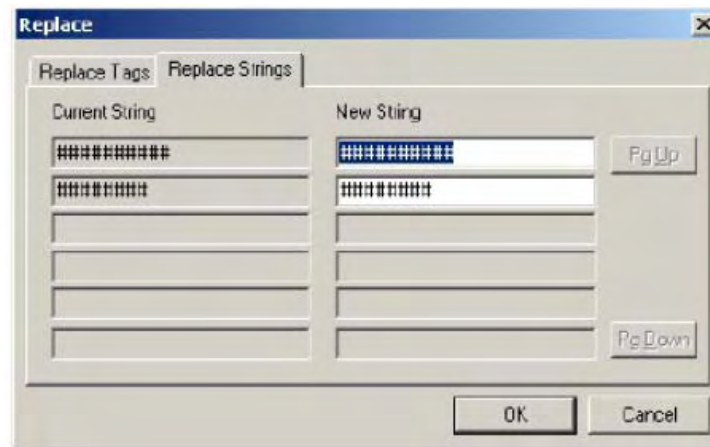 Replace
Replace Tags Replace Strings
Current String New String
########## ##########
######## ########
Pg Up
Pg Down
OK Cancel